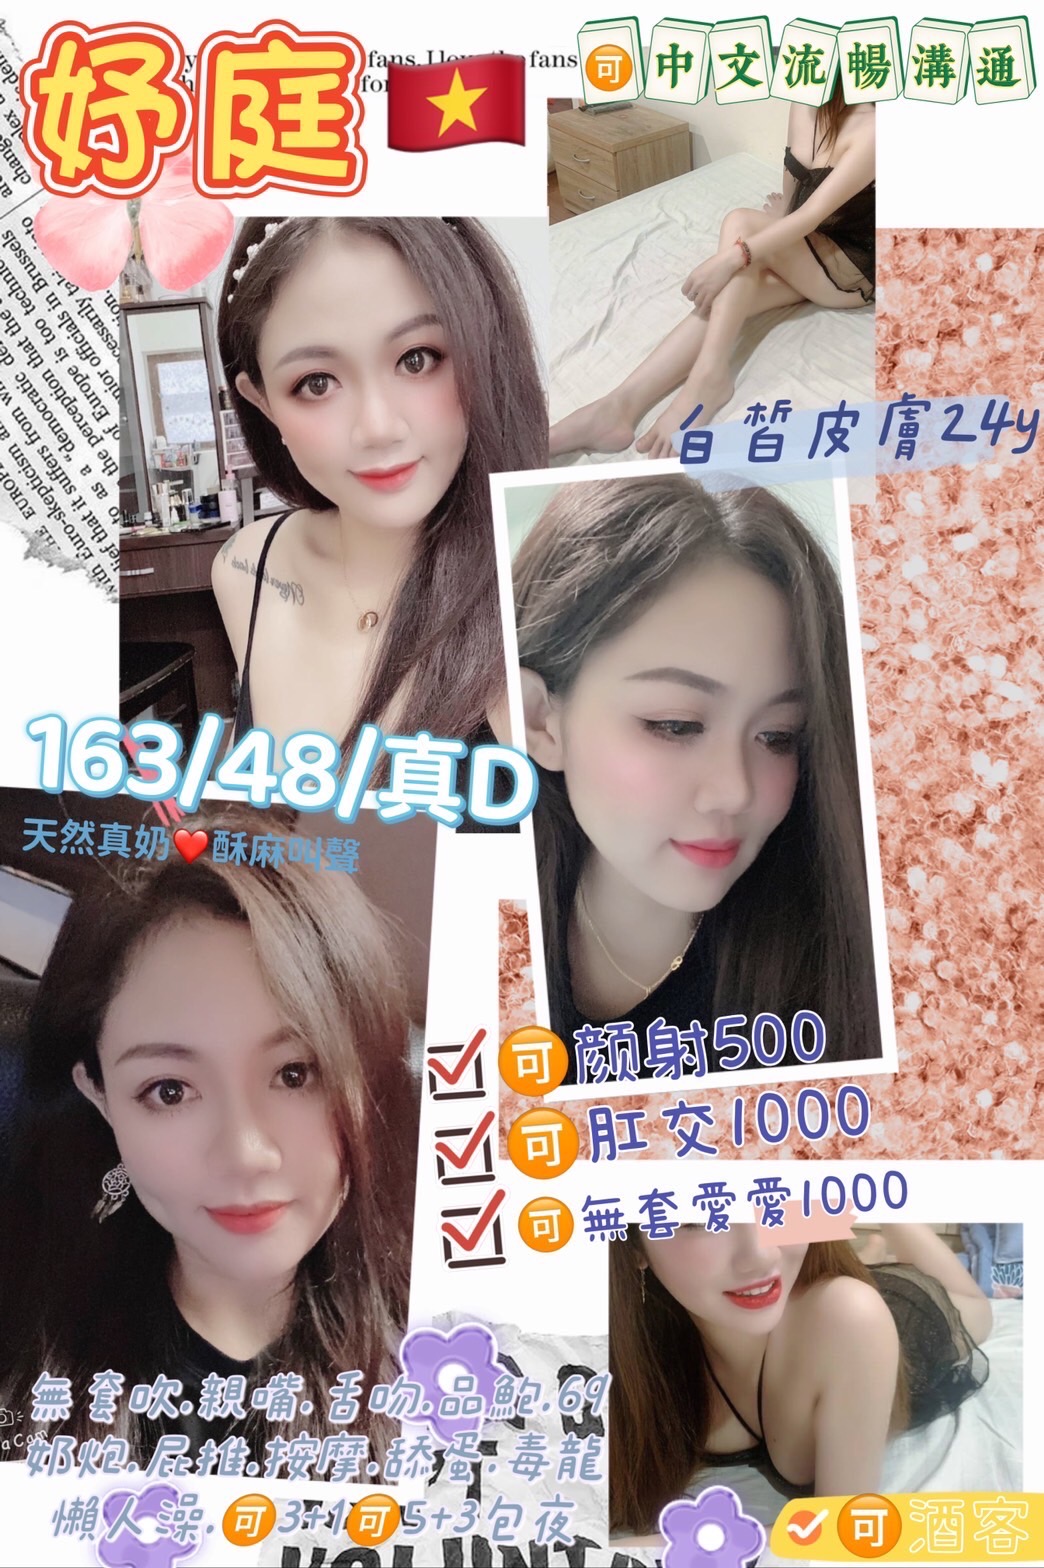 妤庭🇻🇳
🉑中文流暢溝通
白皙皮膚24y
163/48/真D
天然真奶❤️酥麻叫聲
🉑顔射500
🉑肛交1000
🉑無套愛愛1000
無套吹.親嘴.舌吻.品鮑.69
奶炮.屁推.按摩.舔蛋.毒龍
懶人澡.🉑3+1🉑5+3包夜
🉑酒客